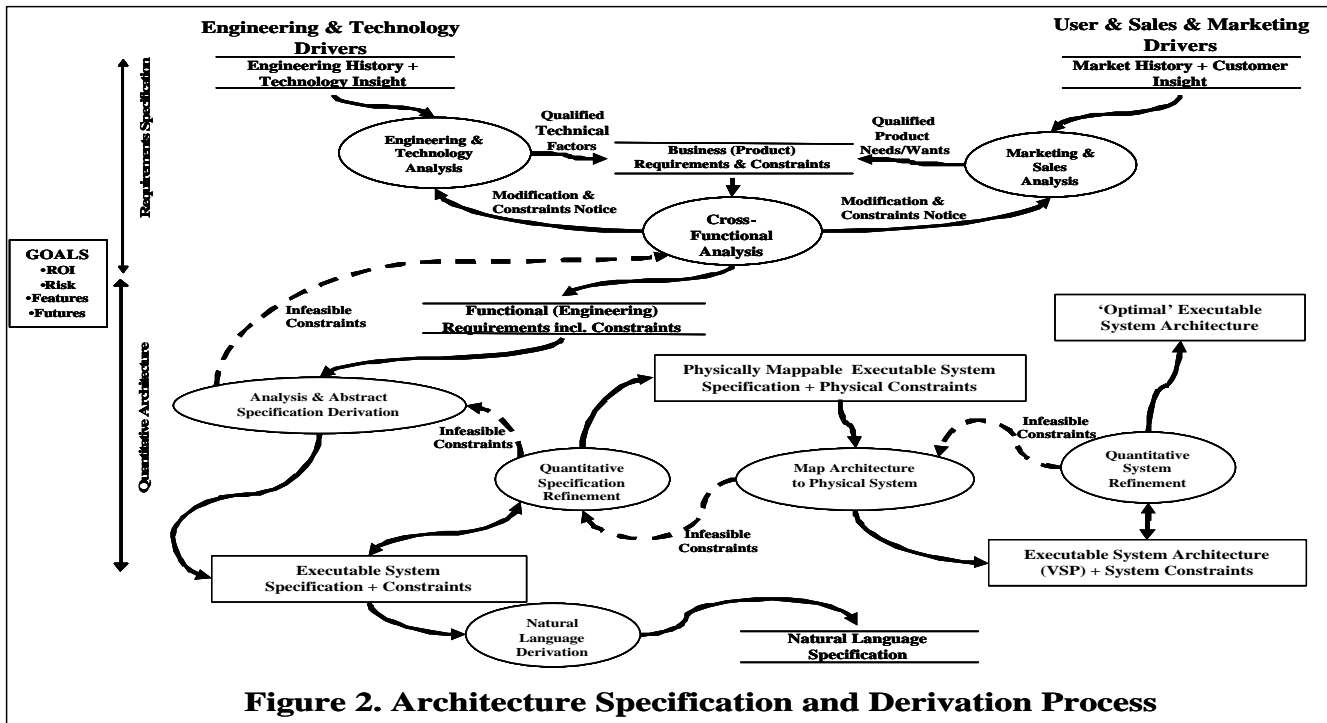 Engineering & Technology
Drivers
Engineering History +
Technology Insight
User & Sales & Marketing
Drivers
Market History + Customer
Insight
Requirements Specification
Qualified
Technical
Factors
Qualified
Product
Needs/Wants
Engineering &
Technology
Analysis
Business (Product)
Requirements & Constraints
Marketing &
Sales
Analysis
Modification &
Constraints Notice
Modification &
Constraints Notice
Cross-
Functional
Analysis
GOALS
•ROI
•Risk
•Features
•Futures
Infeasible
Constraints
Functional (Engineering)
Requirements incl. Constraints
‘Optimal’ Executable
System Architecture
Quantitative Architecture
Physically Mappable Executable System
Specification + Physical Constraints
Analysis & Abstract
Specification Derivation
Infeasible
Constraints
Infeasible
Constraints
Quantitative
Specification
Refinement
Map Architecture
to Physical System
Quantitative
System
Refinement
Infeasible
Constraints
Executable System
Specification + Constraints
Executable System Architecture
(VSP) + System Constraints
Natural
Language
Derivation
Natural Language
Specification
Figure 2. Architecture Specification and Derivation Process